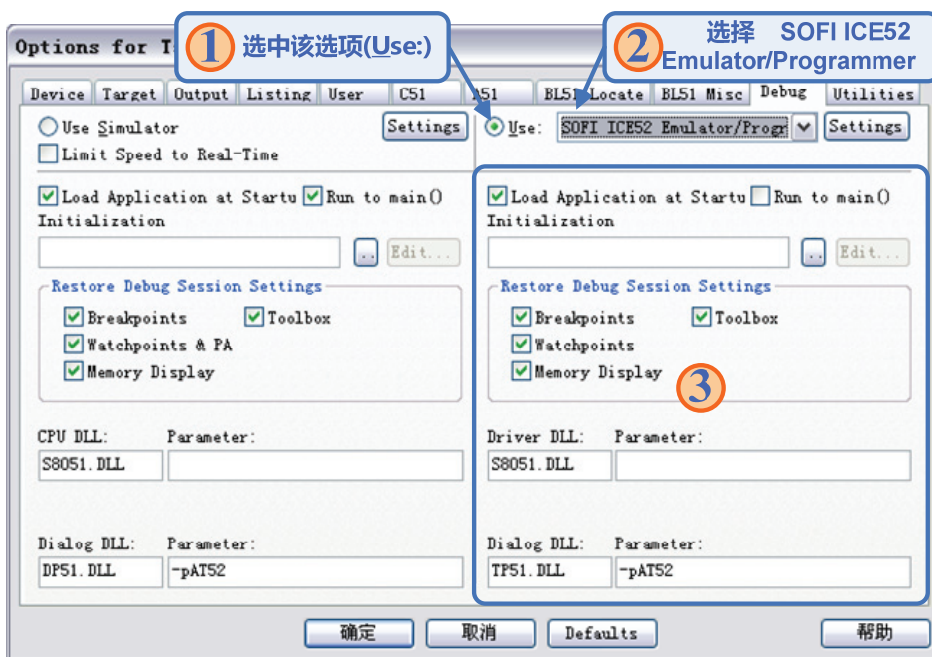 Options for T
1 选中该选项(Use:)
2 选择 SOFI ICE52
Emulator/Programmer
Device Target Output Listing User C51 A51 BL51 Locate BL51 Misc Debug Utilities
Use Simulator Settings Use: SOFI ICE52 Emulator/Progr Settings
Limit Speed to Real-Time
Load Application at Startu Run to main() Load Application at Startu Run to main()
Initialization Initialization
.. Edit... .. Edit...
Restore Debug Session Settings Restore Debug Session Settings
Breakpoints Toolbox Breakpoints Toolbox
Watchpoints & PA Watchpoints
Memory Display Memory Display
3
CPU DLL: Parameter: Driver DLL: Parameter:
S8051.DLL S8051.DLL
Dialog DLL: Parameter: Dialog DLL: Parameter:
DP51.DLL -pAT52 TP51.DLL -pAT52
确定 取消 Defaults 帮助